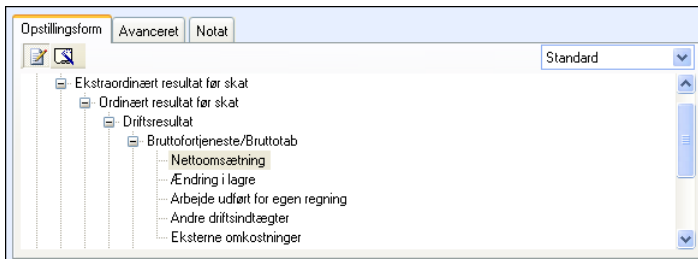 Opstillingsform Avanceret Notat
Standard
Ekstraordinært resultat før skat
Ordinært resultat før skat
Driftsresultat
Bruttofortjeneste/Bruttotab
Nettoomsætning
Ændring i lagre
Arbejde udført for egen regning
Andre driftsindtægter
Eksterne omkostninger